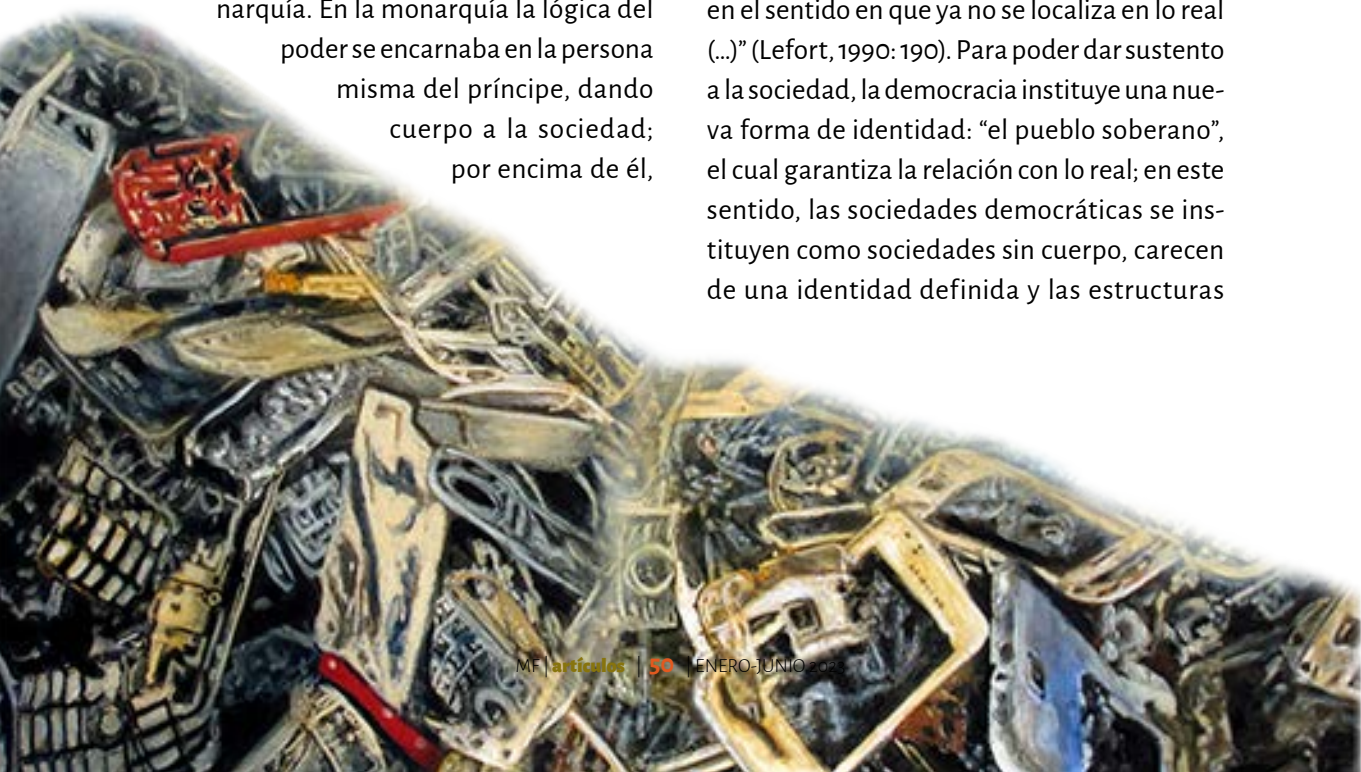 narquía. En la monarquía la lógica del
poder se encarnaba en la persona
misma del príncipe, dando
cuerpo a la sociedad;
por encima de él,
en el sentido en que ya no se localiza en lo real
(...)” (Lefort, 1990: 190). Para poder dar sustento
a la sociedad, la democracia instituye una nue-
va forma de identidad: “el pueblo soberano”,
el cual garantiza la relación con lo real; en este
sentido, las sociedades democráticas se ins-
tituyen como sociedades sin cuerpo, carecen
de una identidad definida y las estructuras
MF | artículos | 50 | ENERO-JUNIO